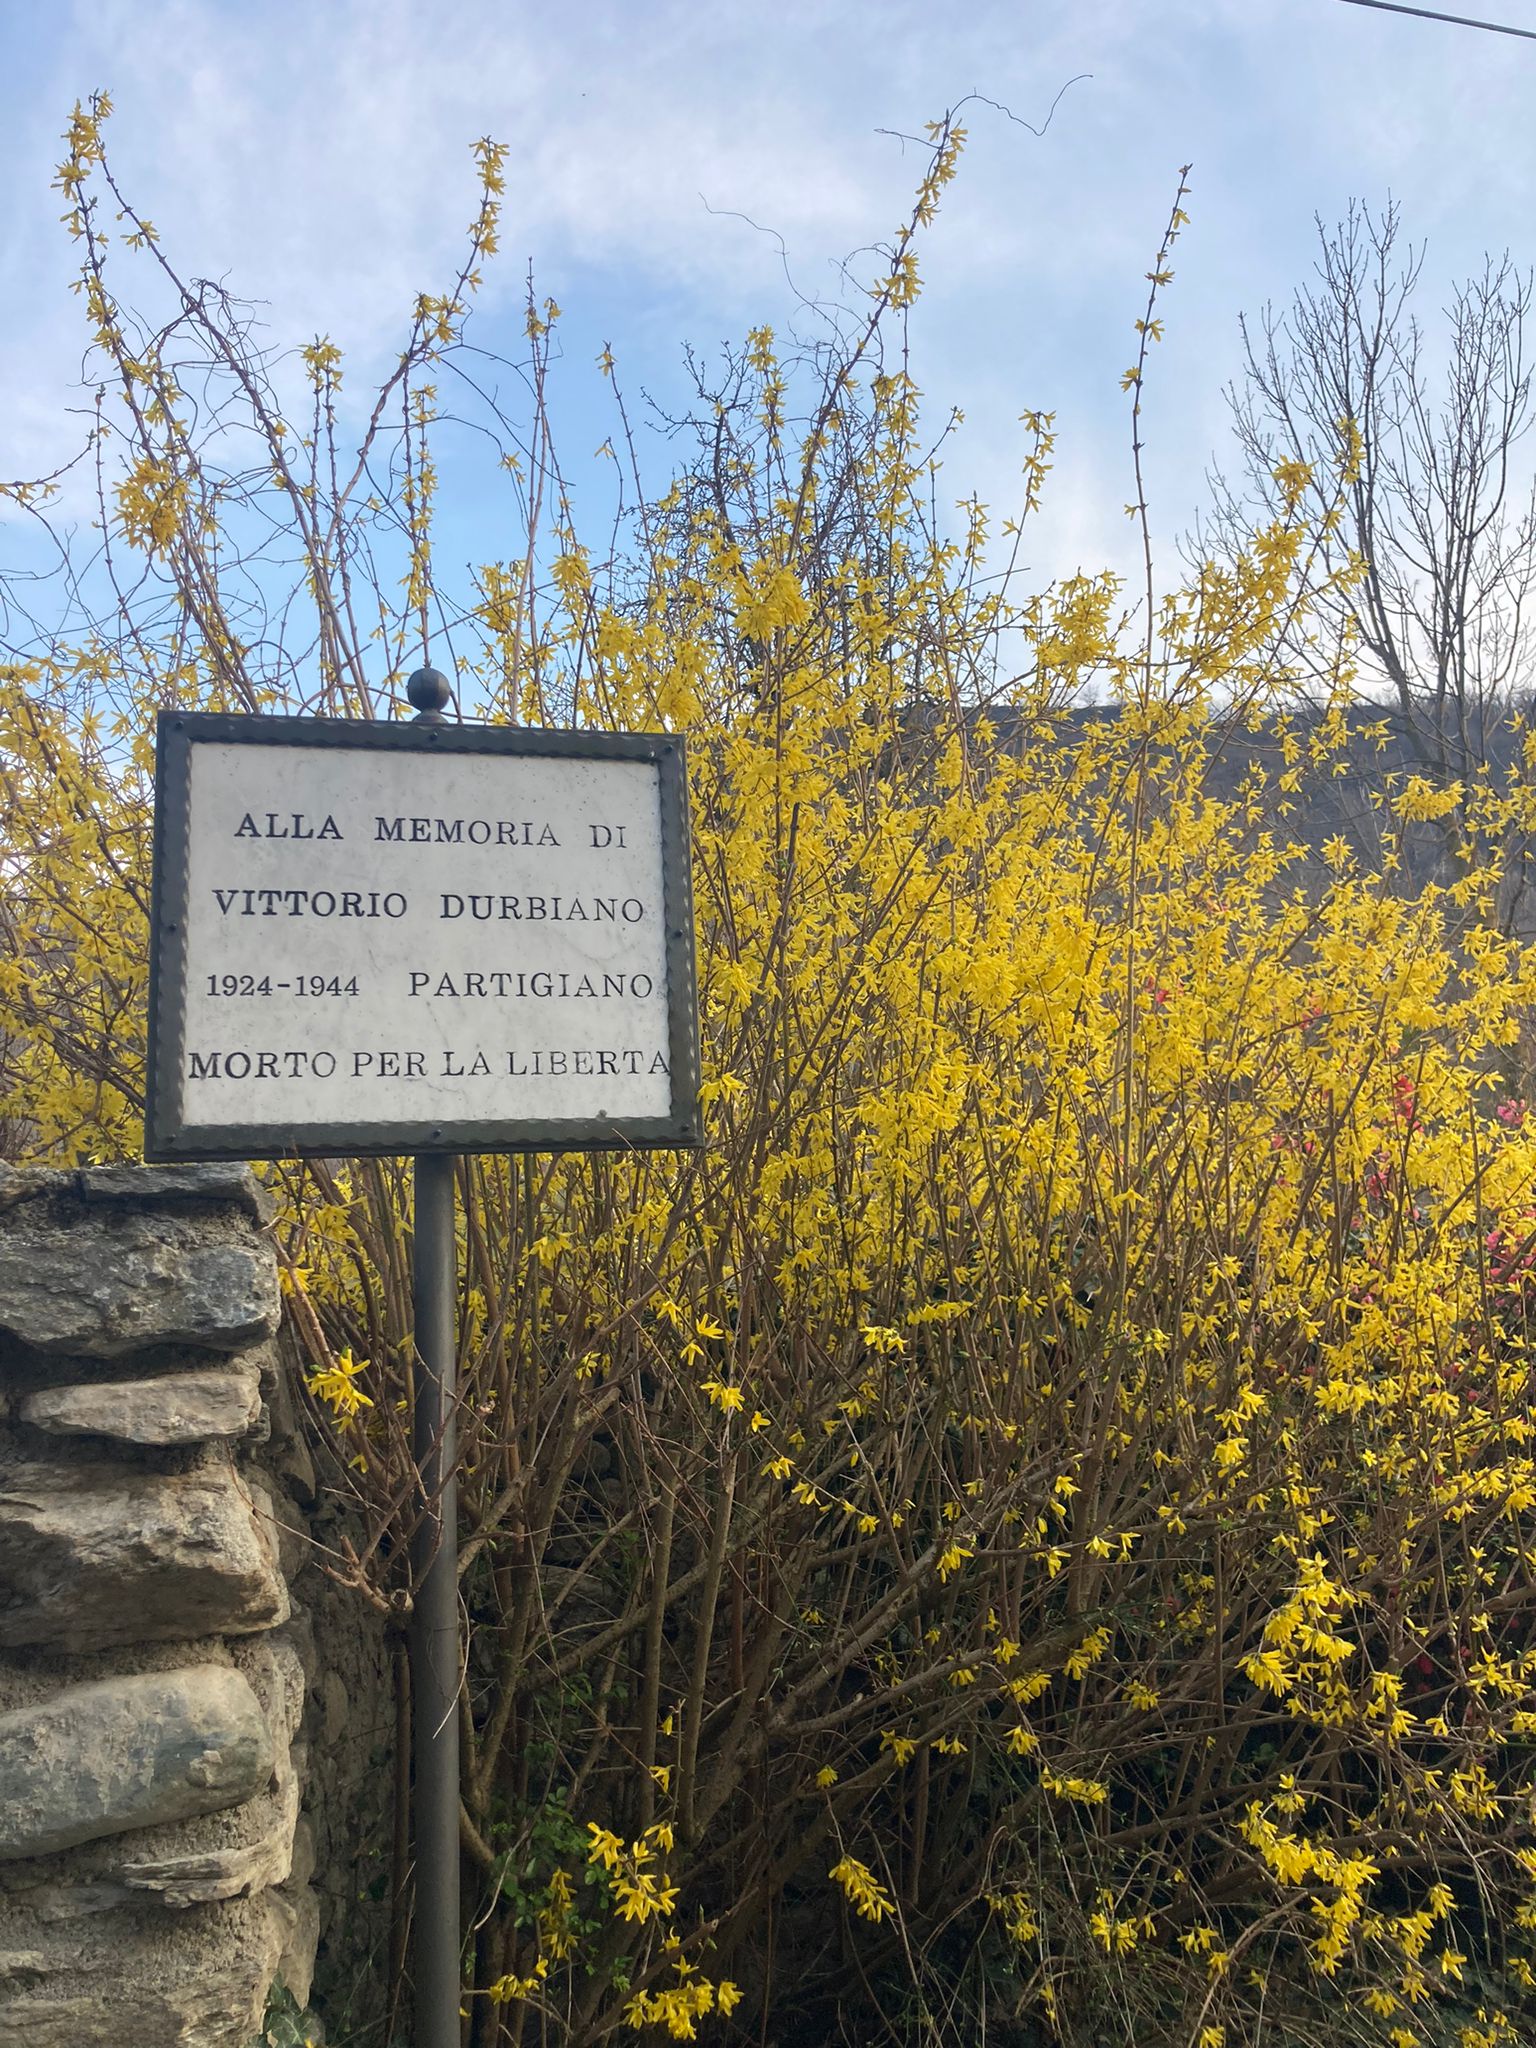 ALLA MEMORIA DI
VITTORIO DURBIANO
1924-1944 PARTIGIANO
MORTO PER LA LIBERTA